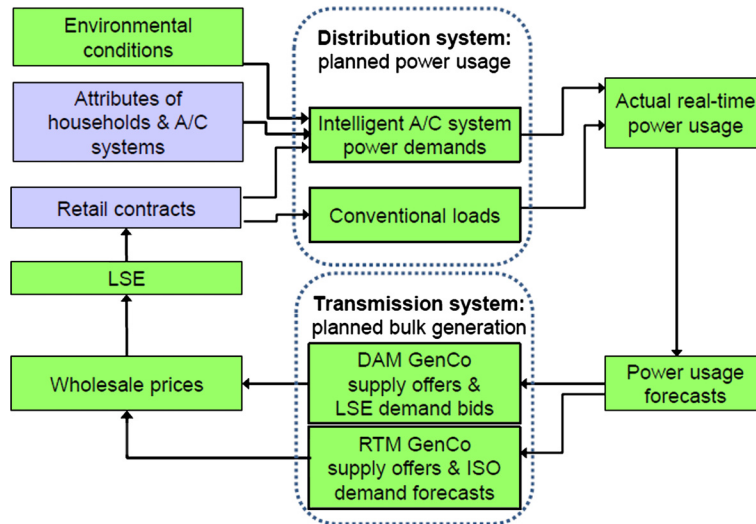 Environmental
conditions
Attributes of
households & A/C
systems
Retail contracts
LSE
Wholesale prices
Distribution system:
planned power usage
Intelligent A/C system
power demands
Conventional loads
Transmission system:
planned bulk generation
DAM GenCo
supply offers &
LSE demand bids
RTM GenCo
supply offers & ISO
demand forecasts
Actual real-time
power usage
Power usage
forecasts